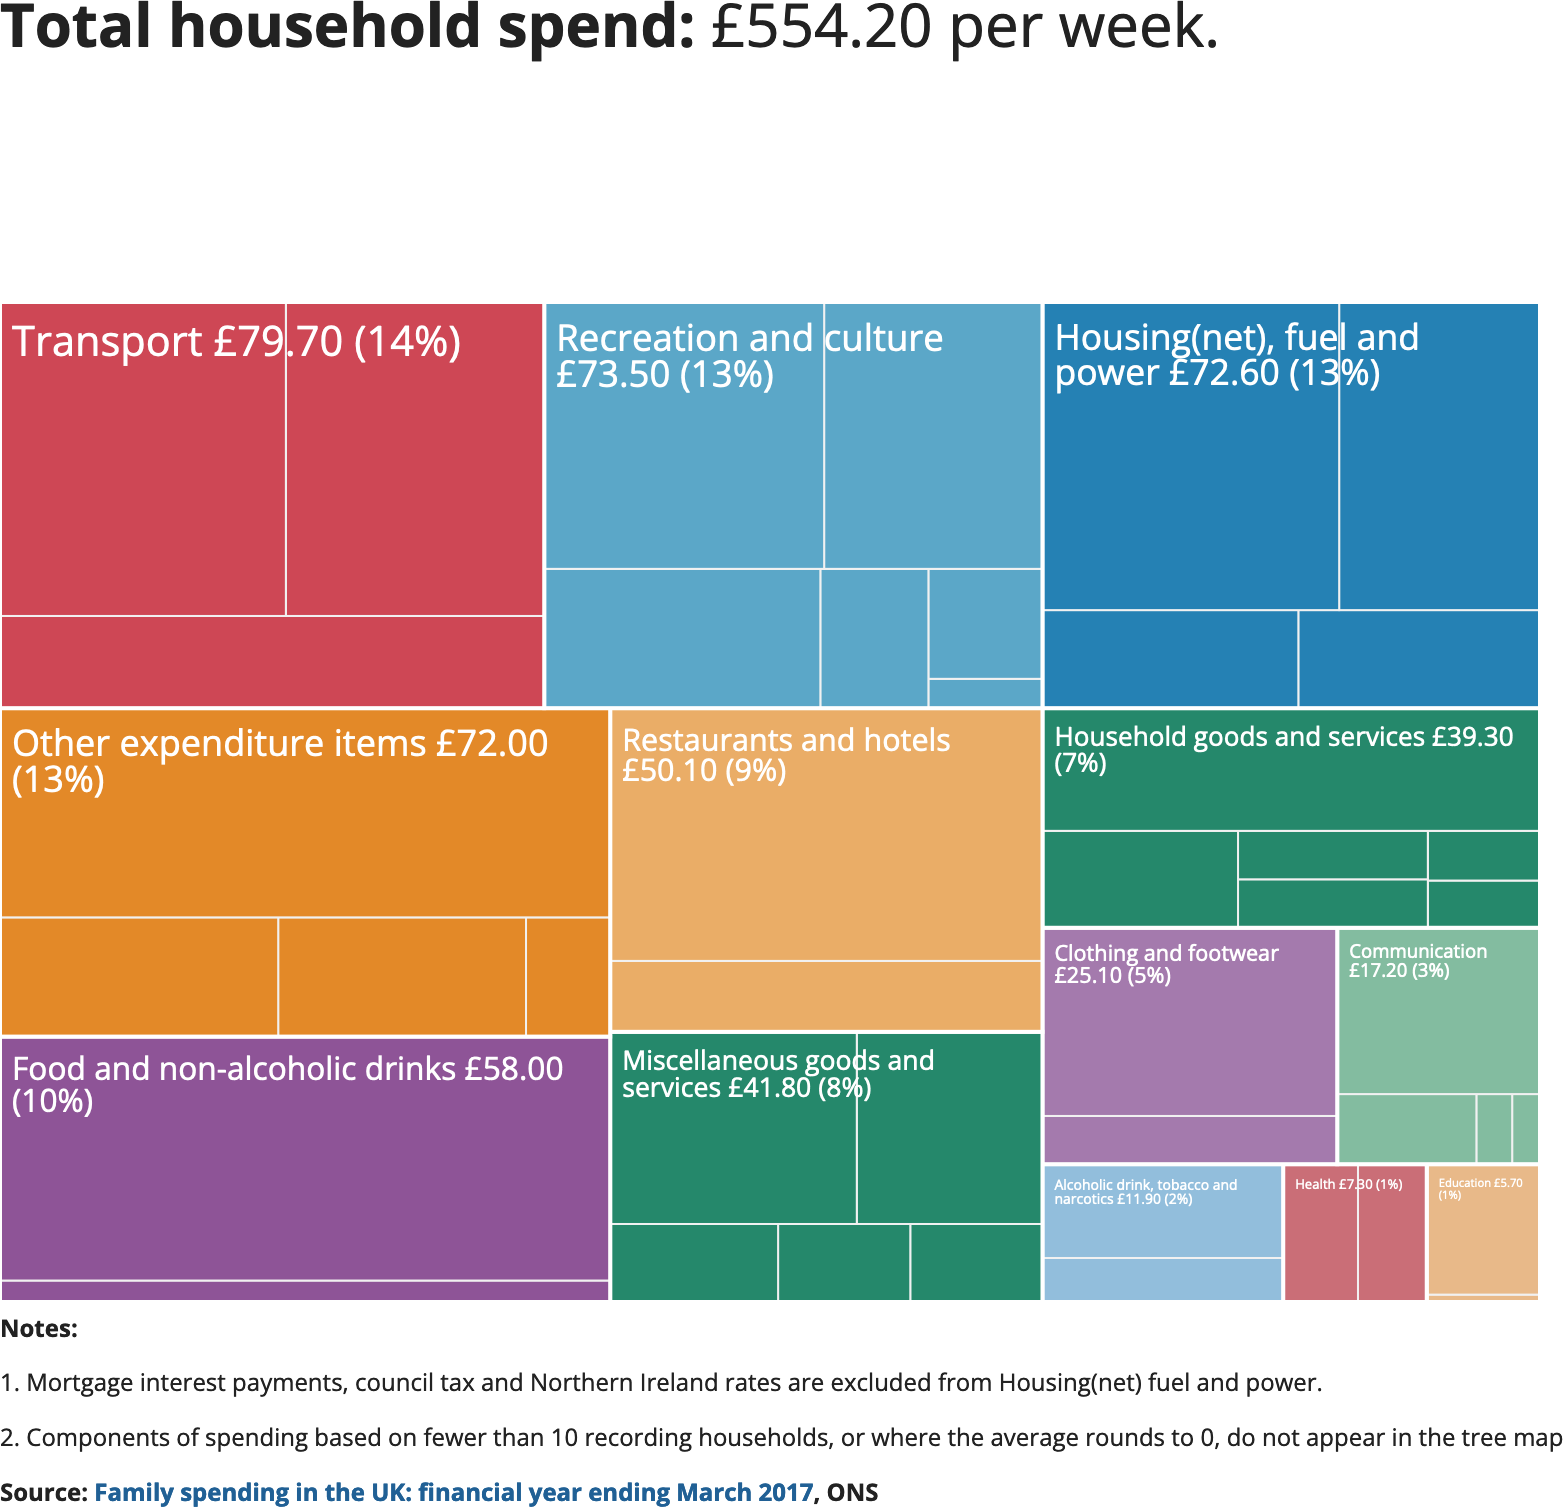 Total household spend: £554.20 per week.
Transport £79.70 (14%)
Recreation and culture
£73.50 (13%)
Housing(net), fuel and
power £72.60 (13%)
Other expenditure items £72.00
(13%)
Restaurants and hotels
£50.10 (9%)
Household goods and services £39.30
(7%)
Clothing and footwear
£25.10 (5%)
Communication
£17.20 (3%)
Food and non-alcoholic drinks £58.00
(10%)
Miscellaneous goods and
services £41.80 (8%)
Alcoholic drink, tobacco and
narcotics £11.90 (2%)
Health £7.30 (1%)
Education £5.70
(1%)
Notes:
1. Mortgage interest payments, council tax and Northern Ireland rates are excluded from Housing(net) fuel and power.
2. Components of spending based on fewer than 10 recording households, or where the average rounds to 0, do not appear in the tree map
Source: Family spending in the UK: financial year ending March 2017, ONS